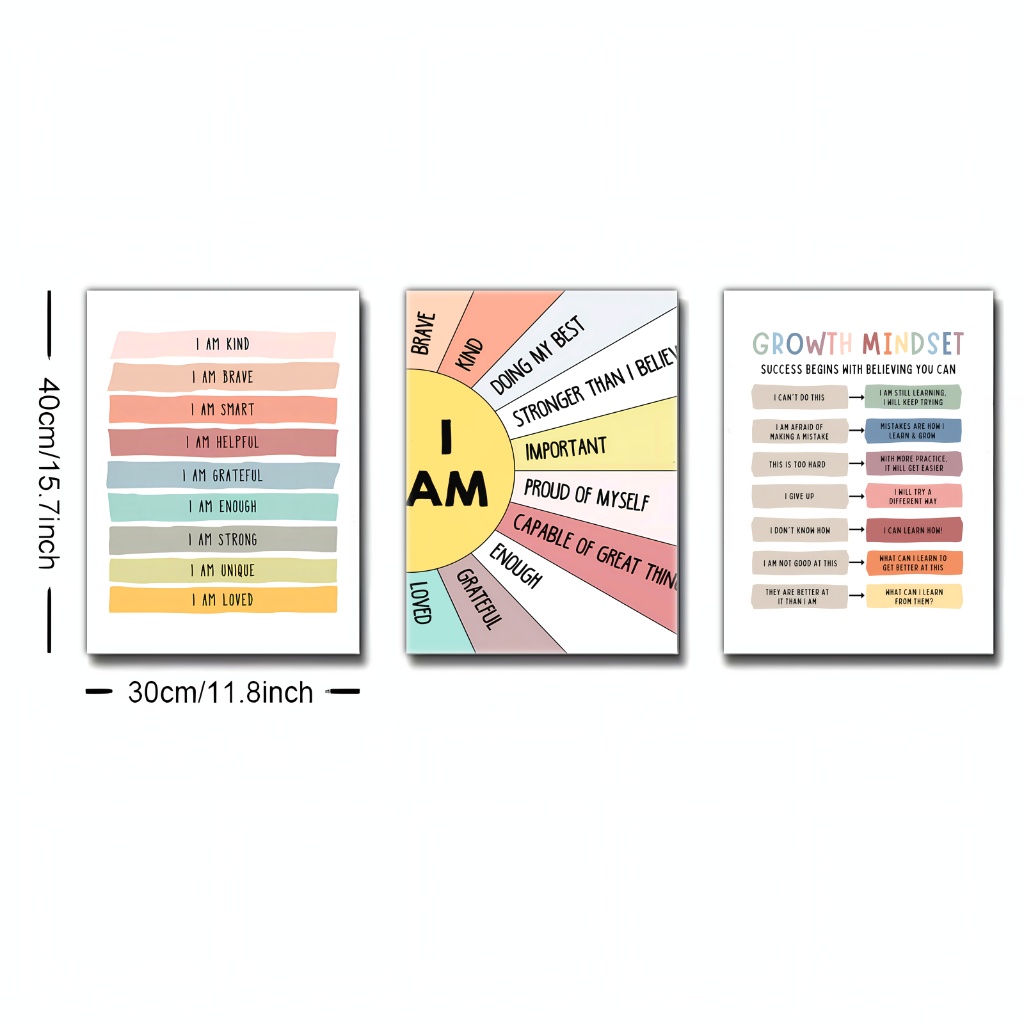 40cm/15.7inch
30cm/11.8inch
I AM KIND
I AM BRAVE
I AM SMART
I AM HELPFUL
I AM GRATEFUL
I AM ENOUGH
I AM STRONG
I AM UNIQUE
I AM LOVED
I
AM
BRAVE
KIND
DOING MY BEST
STRONGER THAN I BELIEV
IMPORTANT
PROUD OF MYSELF
CAPABLE OF GREAT THIN
ENOUGH
GRATEFUL
LOVED
GROWTH MINDSET
SUCCESS BEGINS WITH BELIEVING YOU CAN
I CAN'T DO THIS
I AM STILL LEARNING,
I WILL KEEP TRYING
I AM AFRAID OF
MAKING A MISTAKE
MISTAKES ARE HOW I
LEARN & GROW
THIS IS TOO HARD
WITH MORE PRACTICE,
IT WILL GET EASIER
I GIVE UP
I WILL TRY A
DIFFERENT WAY
I DON'T KNOW HOW
I CAN LEARN HOW!
I AM NOT GOOD AT THIS
WHAT CAN I LEARN TO
GET BETTER AT THIS
THEY ARE BETTER AT
IT THAN I AM
WHAT CAN I LEARN
FROM THEM?